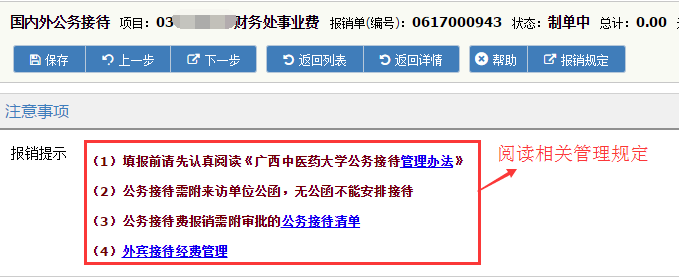 国内外公务接待 项目: 03 财务处事业费 报销单(编号): 0617000943 状态: 制单中 总计: 0.00
保存 上一步 下一步 返回列表 返回详情 帮助 报销规定
注意事项
报销提示
（1）填报前请先认真阅读《广西中医药大学公务接待管理办法》
阅读相关管理规定
（2）公务接待需附来访单位公函，无公函不能安排接待
（3）公务接待费报销需附审批的公务接待清单
（4）外宾接待经费管理